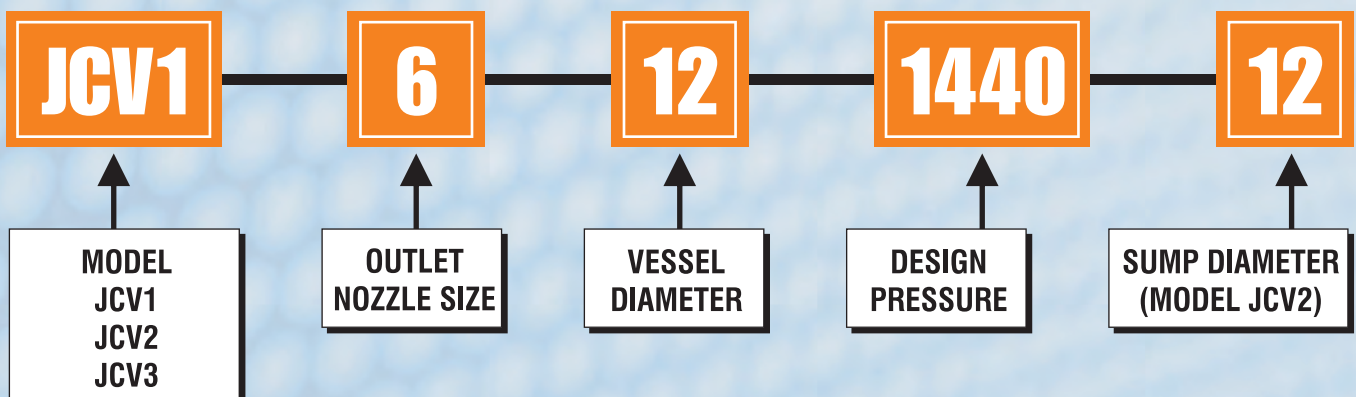 JCV1 6 12 1440 12
MODEL
JCV1
JCV2
JCV3
OUTLET
NOZZLE SIZE
VESSEL
DIAMETER
DESIGN
PRESSURE
SUMP DIAMETER
(MODEL JCV2)